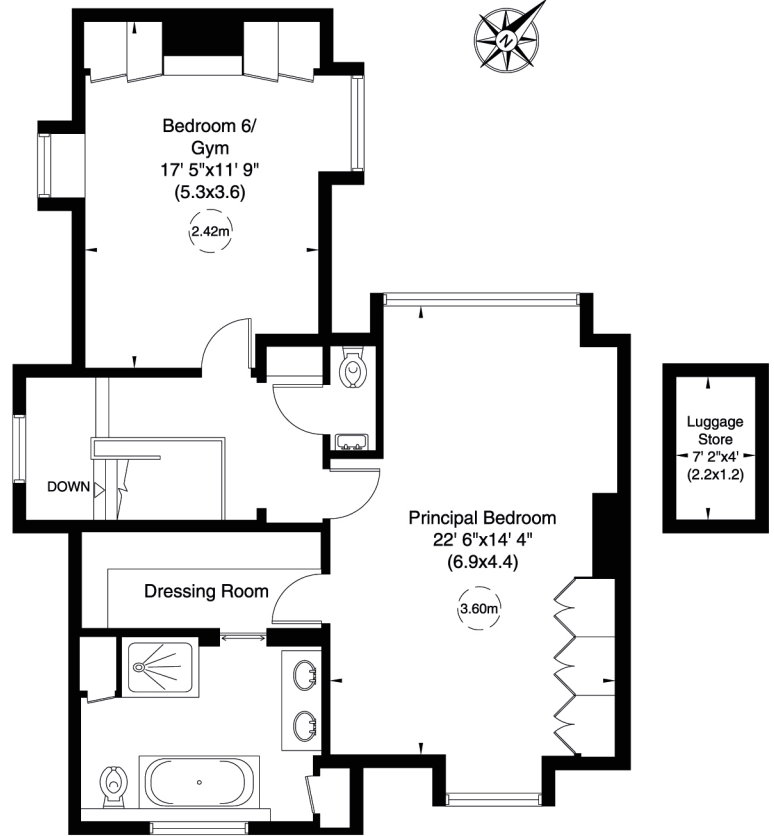 N
Bedroom 6/
Gym
17' 5"x11' 9"
(5.3x3.6)
2.42m
DOWN
Luggage
Store
7' 2"x4'
(2.2x1.2)
Principal Bedroom
22' 6"x14' 4"
(6.9x4.4)
3.60m
Dressing Room